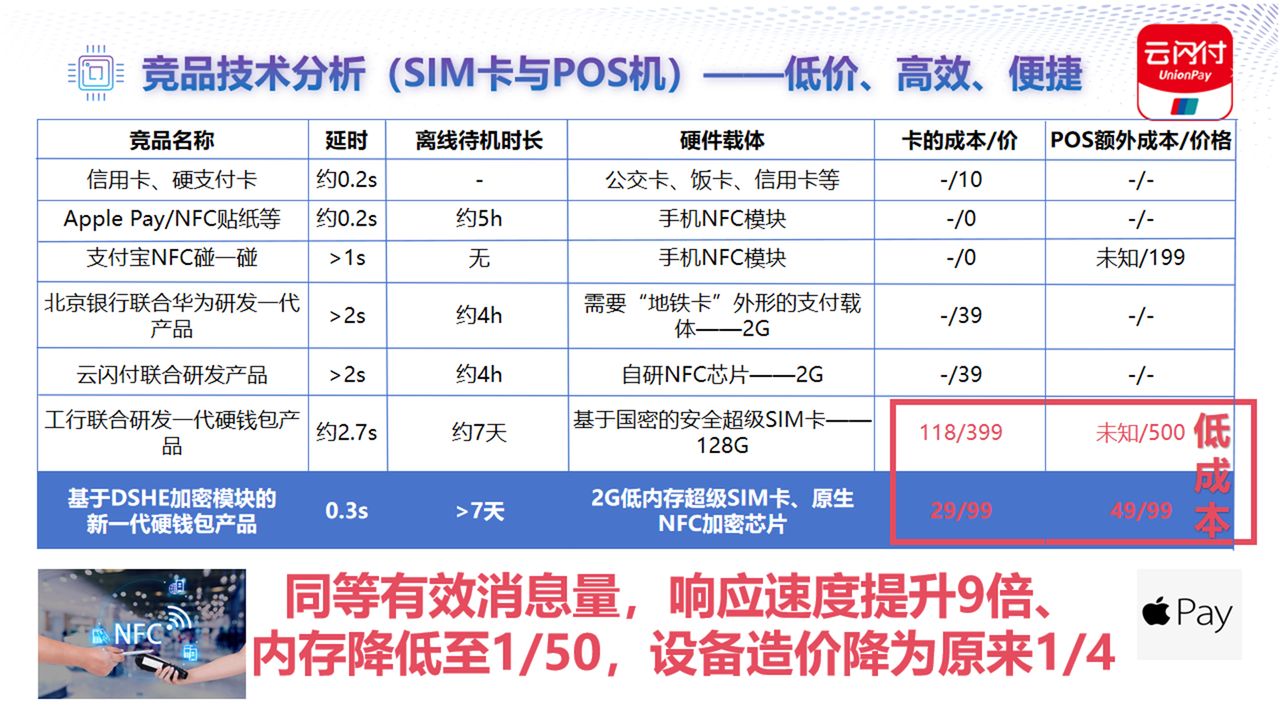 竞品技术分析（SIM卡与POS机）——低价、高效、便捷
云闪付
UnionPay
竞品名称 延时 离线待机时长 硬件载体 卡的成本/价 POS额外成本/价格
信用卡、硬支付卡 约0.2s - 公交卡、饭卡、信用卡等 -/10 -/-
Apple Pay/NFC贴纸等 约0.2s 约5h 手机NFC模块 -/0 -/-
支付宝NFC碰一碰 >1s 无 手机NFC模块 -/0 未知/199
北京银行联合华为研发一代
产品 >2s 约4h 需要“地铁卡”外形的支付载
体——2G -/39 -/-
云闪付联合研发产品 >2s 约4h 自研NFC芯片——2G -/39 -/-
工行联合研发一代硬钱包产
品 约2.7s 约7天 基于国密的安全超级SIM卡——
128G 118/399 未知/500
基于DSHE加密模块的
新一代硬钱包产品 0.3s >7天 2G低内存超级SIM卡、原生
NFC加密芯片 29/99 49/99
低成本
NFC
同等有效消息量，响应速度提升9倍、
内存降低至1/50，设备造价降为原来1/4
Pay